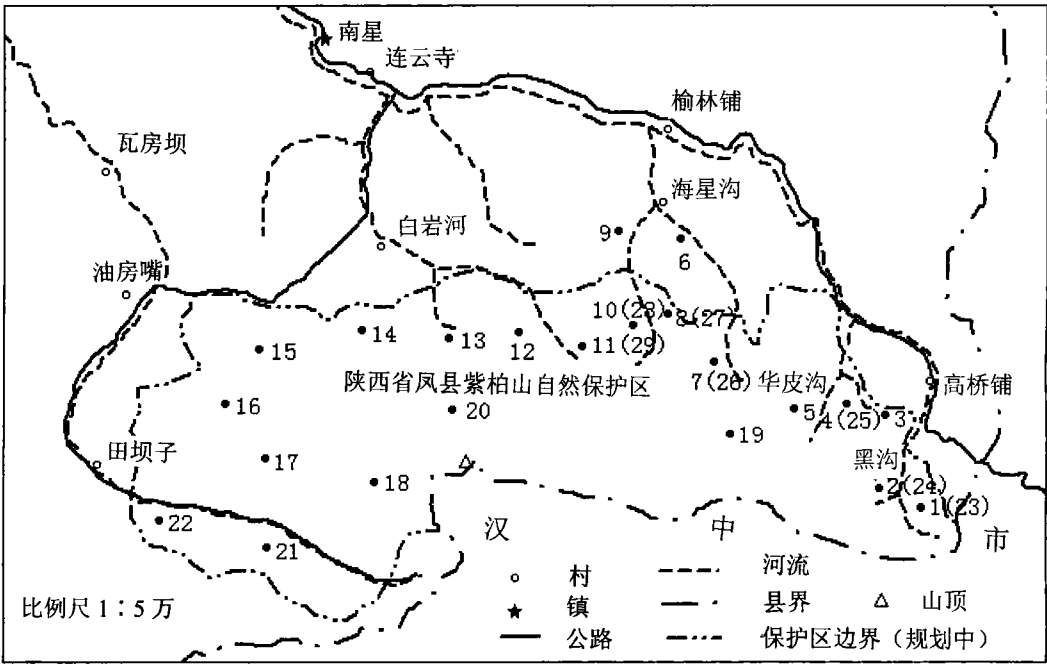 南星
连云寺
榆林铺
瓦房坝
海星沟
白岩河
9
6
油房嘴
10(28)
8(27)
14
13
12
11(29)
15
7(26)
华皮沟
高桥铺
陕西省凤县紫柏山自然保护区
16
20
5
4(25)
3
19
田坝子
17
18
黑沟
2(24)
1(23)
22
21
汉 中 市
村
河流
镇
县界
山顶
公路
保护区边界（规划中）
比例尺1：5万